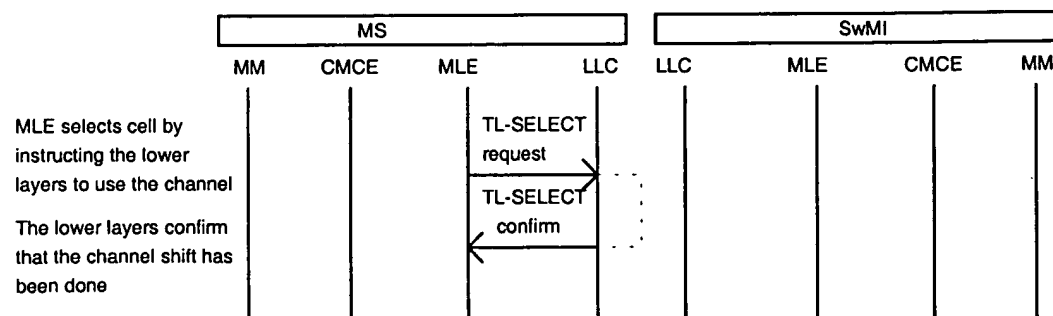 MS
SwMI
MM CMCE MLE LLC LLC MLE CMCE MM
MLE selects cell by
instructing the lower
layers to use the channel
TL-SELECT
request
TL-SELECT
confirm
The lower layers confirm
that the channel shift has
been done